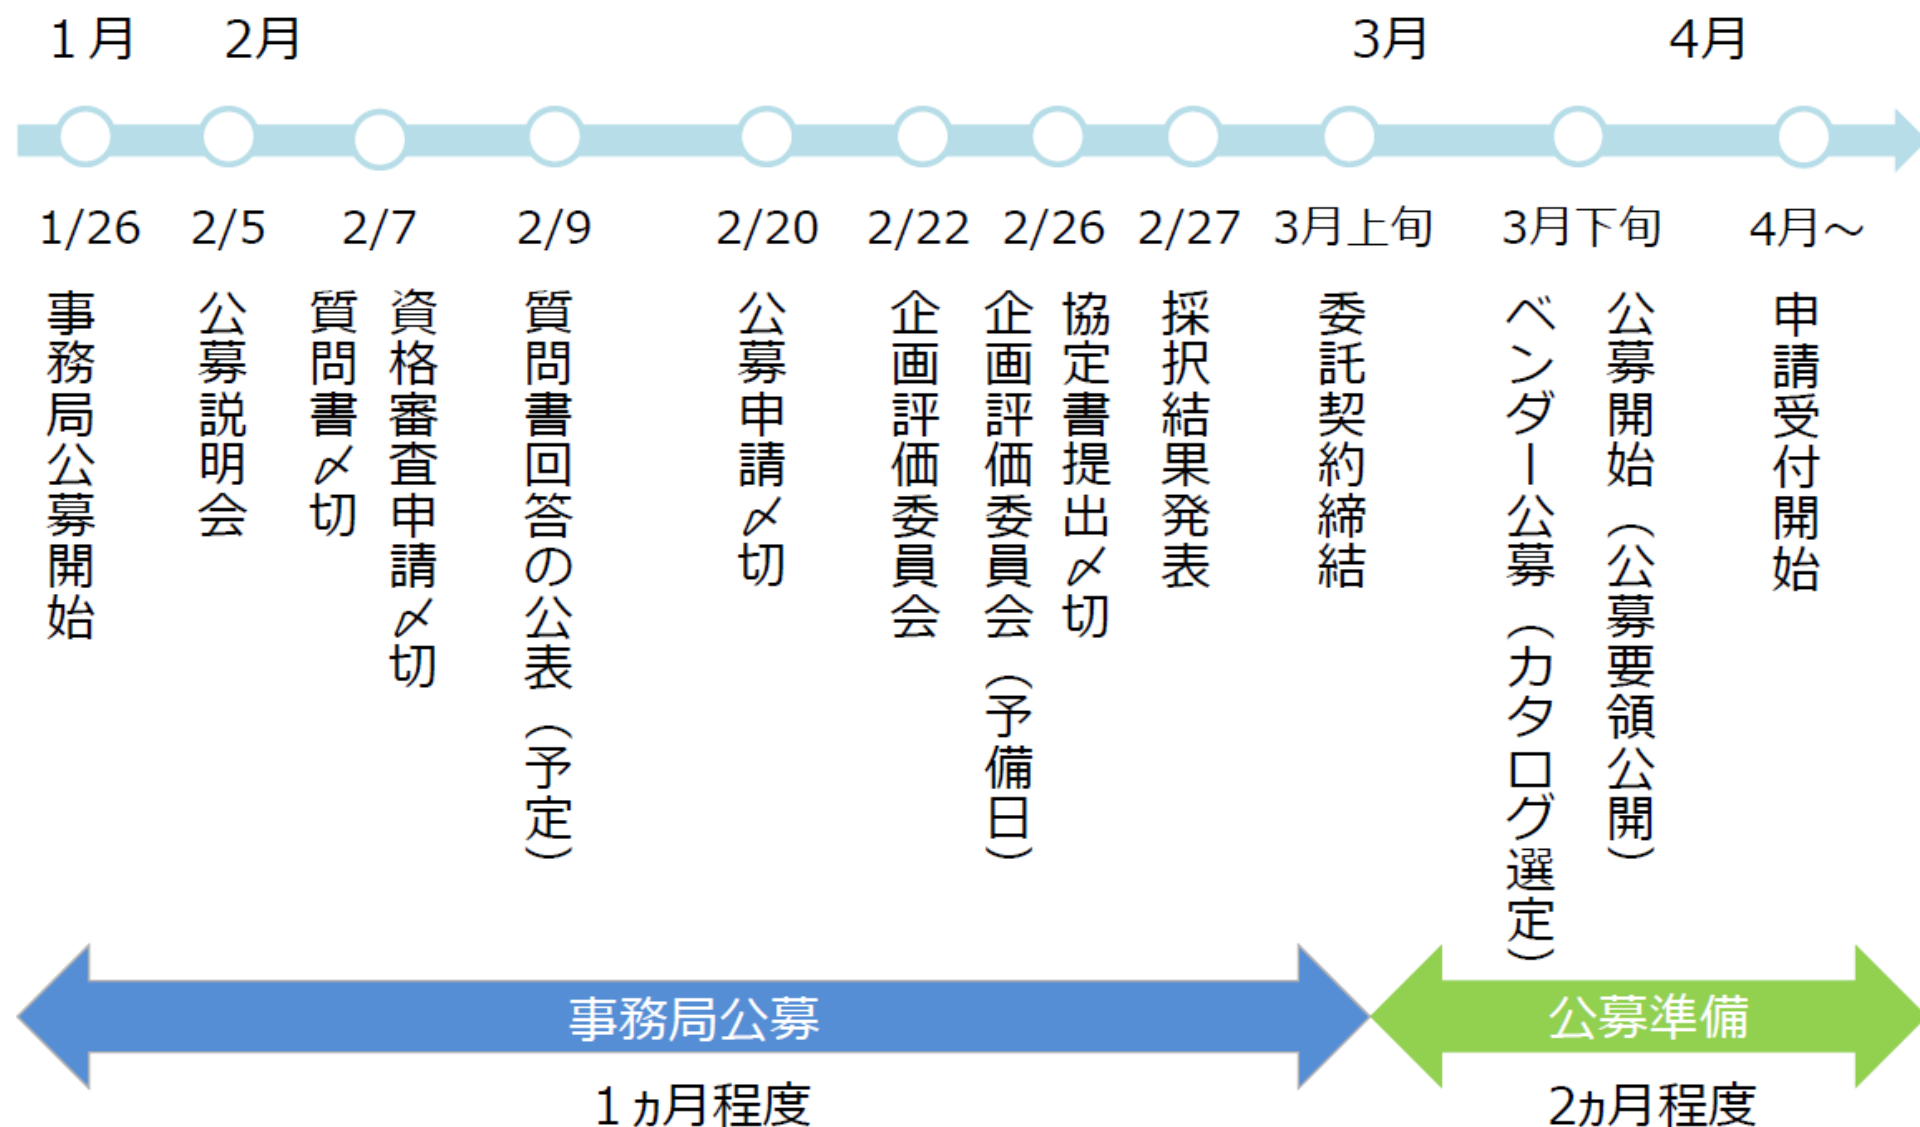 1月
2月
3月
4月
1/26
2/5
2/7
2/9
2/20
2/22
2/26
2/27
3月上旬
3月下旬
4月～
事務局公募開始
公募説明会
質問書〆切
資格審査申請〆切
質問書回答の公表（予定）
公募申請〆切
企画評価委員会
企画評価委員会（予備日）
協定書提出〆切
採択結果発表
委託契約締結
ベンダー公募（カタログ選定）
公募開始（公募要領公開）
申請受付開始
事務局公募
公募準備
1ヵ月程度
2ヵ月程度